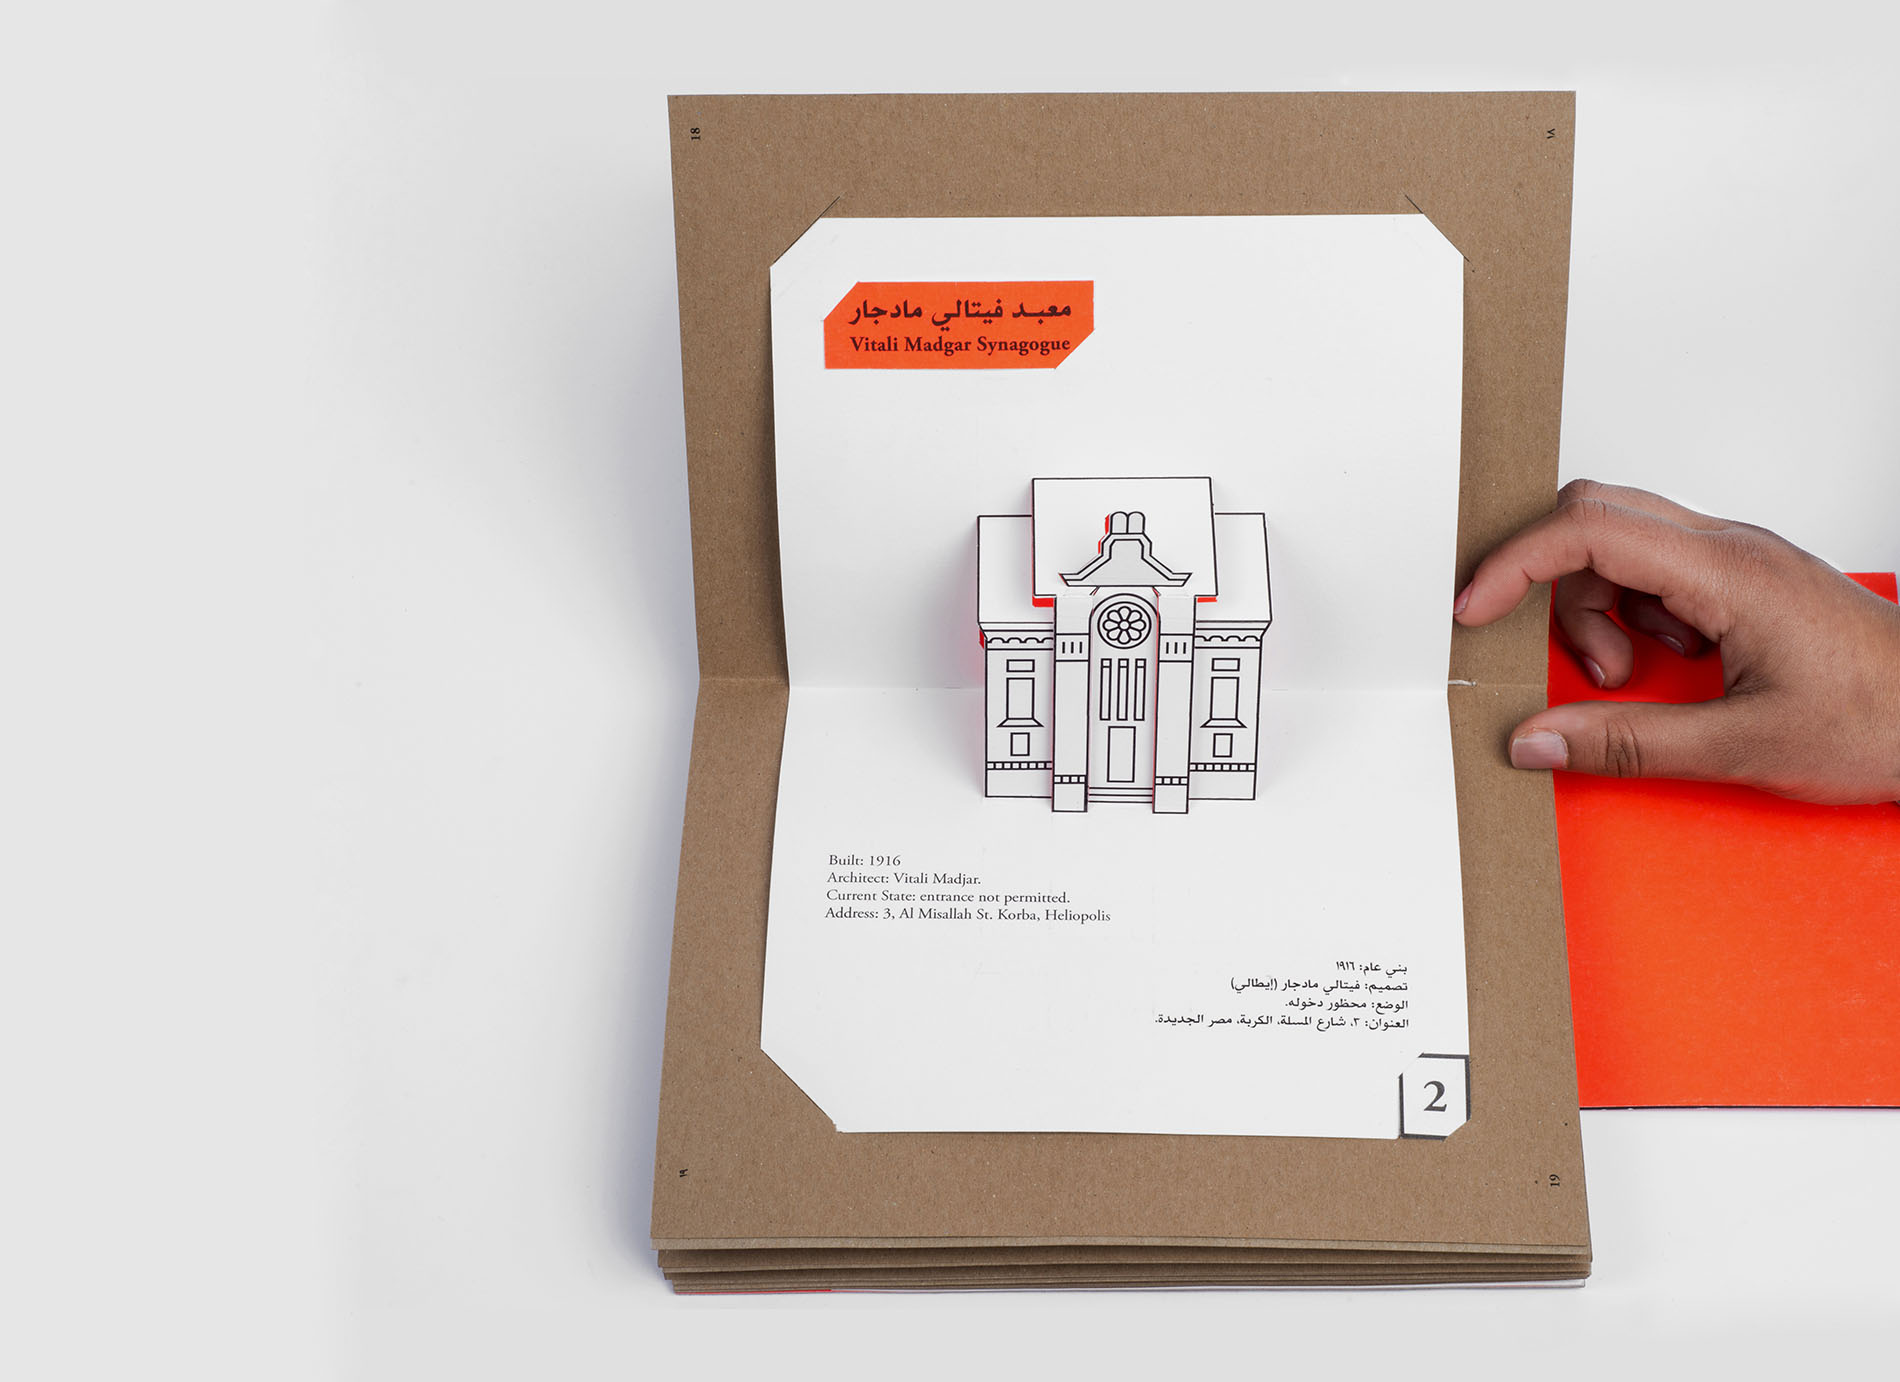 18
١٨
معبد فيتالي مادجار
Vitali Madgar Synagogue
Built: 1916
Architect: Vitali Madjar.
Current State: entrance not permitted.
Address: 3, Al Misallah St. Korba, Heliopolis
بني عام: ١٩١٦
تصميم: فيتالي مادجار (إيطالي)
الوضع: محظور دخوله.
العنوان: ٣، شارع المسلة، الكربة، مصر الجديدة.
2
١٩
19